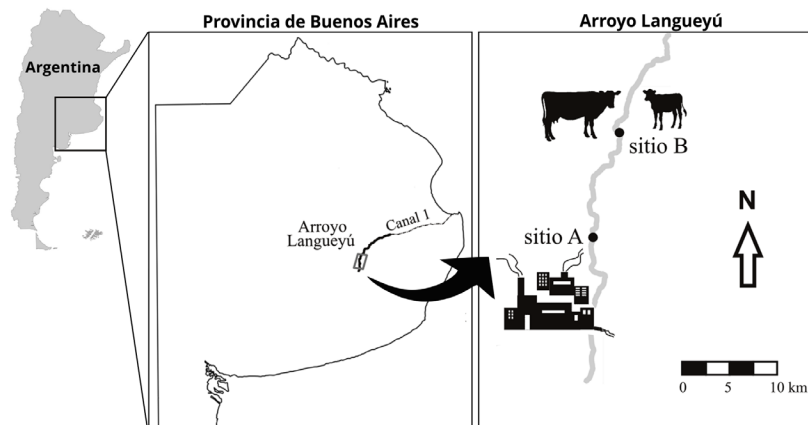 Argentina
Provincia de Buenos Aires
Arroyo
Langueyú
Canal 1
Arroyo Langueyú
sitio B
sitio A
N
0 5 10 km